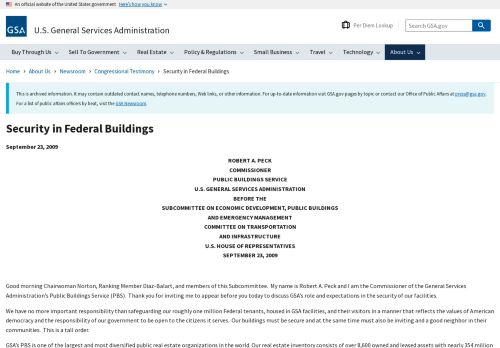 An official website of the United States government Here's how you know
GSA
U.S. General Services Administration
Per Diem Lookup
Search GSA.gov
Buy Through Us
Sell To Government
Real Estate
Policy & Regulations
Small Business
Travel
Technology
About Us
Home › About Us › Newsroom › Congressional Testimony › Security in Federal Buildings
This is archived information. It may contain outdated contact names, telephone numbers, Web links, or other information. For up-to-date information visit GSA.gov pages by topic or contact our Office of Public Affairs at press@gsa.gov.
For a list of public affairs officers by beat, visit the GSA Newsroom.
Security in Federal Buildings
September 23, 2009
ROBERT A. PECK
COMMISSIONER
PUBLIC BUILDINGS SERVICE
U.S. GENERAL SERVICES ADMINISTRATION
BEFORE THE
SUBCOMMITTEE ON ECONOMIC DEVELOPMENT, PUBLIC BUILDINGS
AND EMERGENCY MANAGEMENT
COMMITTEE ON TRANSPORTATION
AND INFRASTRUCTURE
U.S. HOUSE OF REPRESENTATIVES
SEPTEMBER 23, 2009
Good morning Chairwoman Norton, Ranking Member Diaz-Balart, and members of this Subcommittee. My name is Robert A. Peck and I am the Commissioner of the General Services
Administration's Public Buildings Service (PBS). Thank you for inviting me to appear before you today to discuss GSA's role and expectations in the security of our facilities.
We have no more important responsibility than safeguarding our roughly one million Federal tenants, housed in GSA facilities, and their visitors in a manner that reflects the values of American
democracy and the responsibility of our government to be open to the citizens it serves. Our buildings must be secure and at the same time must also be inviting and a good neighbor in their
communities. This is a tall order.
GSA's PBS is one of the largest and most diversified public real estate organizations in the world. Our real estate inventory consists of over 8,600 owned and leased assets with nearly 354 million